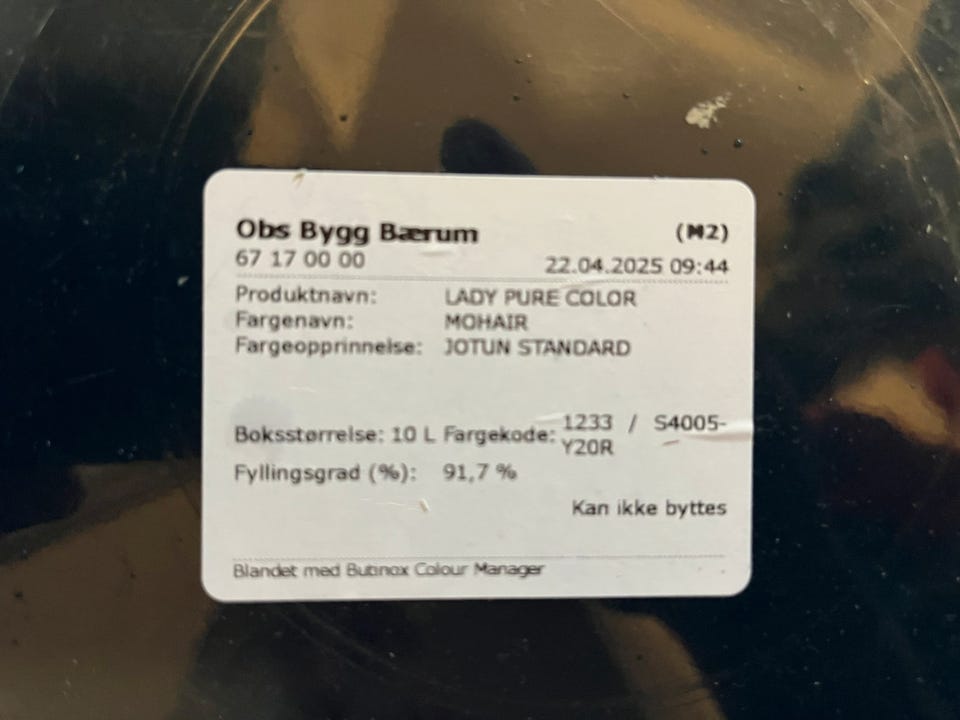 Obs Bygg Bærum (M2)
67 17 00 00 22.04.2025 09:44
Produktnavn: LADY PURE COLOR
Fargenavn: MOHAIR
Fargeopprinnelse: JOTUN STANDARD
Boksstørrelse: 10 L Fargekode: 1233 / S4005-
Y20R
Fyllingsgrad (%): 91,7 %
Kan ikke byttes
Blandet med Butinox Colour Manager